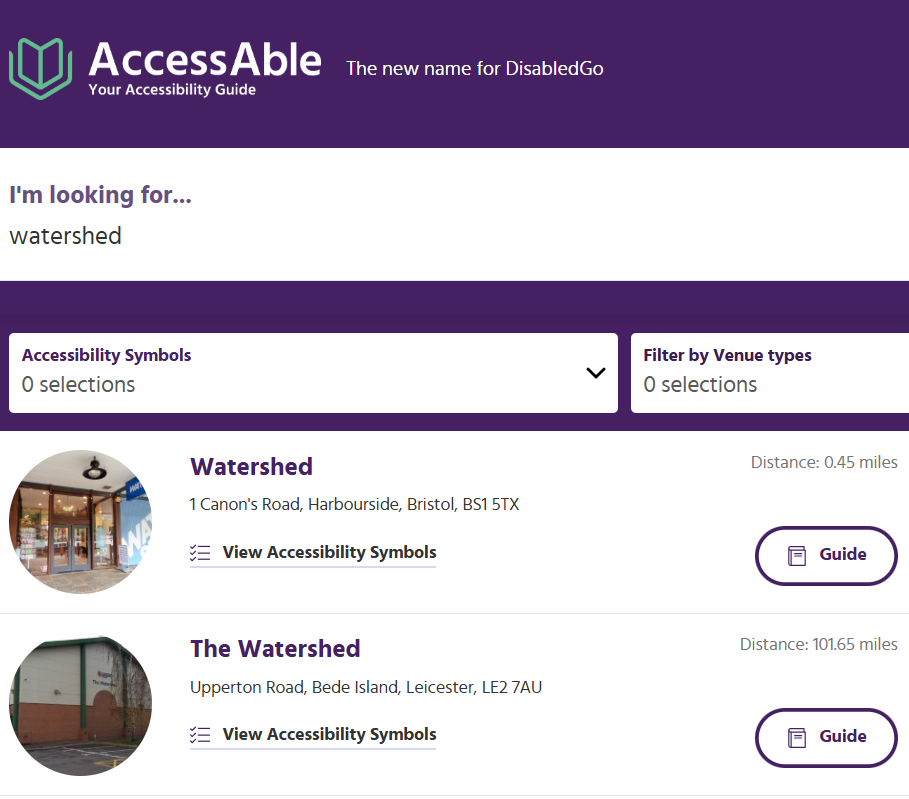 AccessAble
Your Accessibility Guide
The new name for DisabledGo
I'm looking for...
watershed
Accessibility Symbols
0 selections
Filter by Venue types
0 selections
Watershed
Distance: 0.45 miles
1 Canon's Road, Harbourside, Bristol, BS1 5TX
View Accessibility Symbols
Guide
The Watershed
Distance: 101.65 miles
Upperton Road, Bede Island, Leicester, LE2 7AU
View Accessibility Symbols
Guide